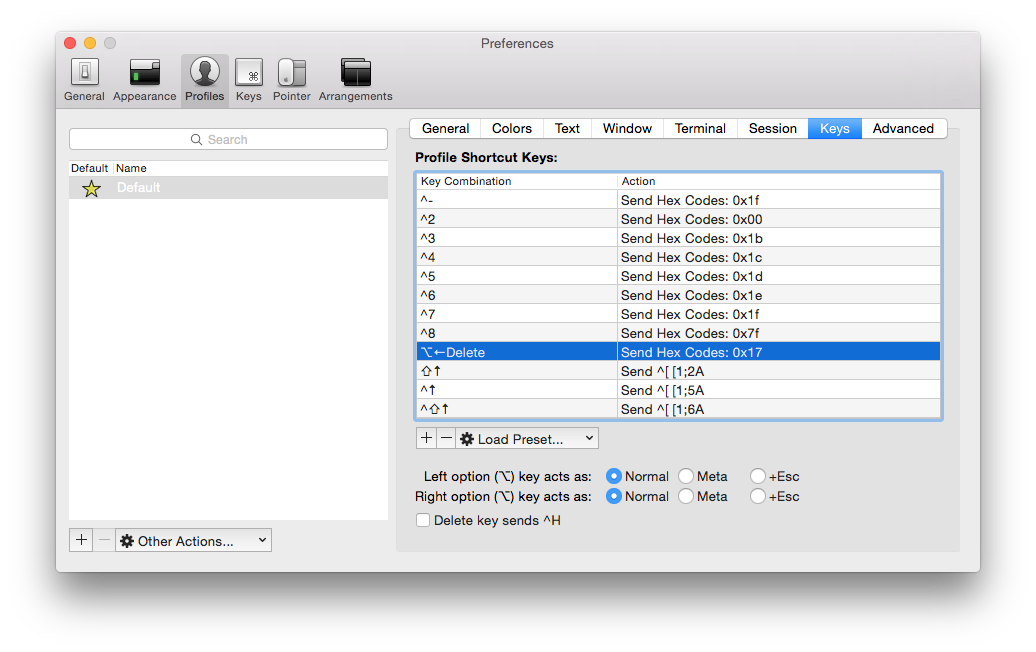 Preferences
General Appearance Profiles Keys Pointer Arrangements
Search
Default Name
Default
Other Actions...
General Colors Text Window Terminal Session Keys Advanced
Profile Shortcut Keys:
Key Combination Action
^- Send Hex Codes: 0x1f
^2 Send Hex Codes: 0x00
^3 Send Hex Codes: 0x1b
^4 Send Hex Codes: 0x1c
^5 Send Hex Codes: 0x1d
^6 Send Hex Codes: 0x1e
^7 Send Hex Codes: 0x1f
^8 Send Hex Codes: 0x7f
⌥←Delete Send Hex Codes: 0x17
⇧↑ Send ^[ [1;2A
^↑ Send ^[ [1;5A
^⇧↑ Send ^[ [1;6A
+ − Load Preset...
Left option (⌥) key acts as: Normal Meta +Esc
Right option (⌥) key acts as: Normal Meta +Esc
Delete key sends ^H